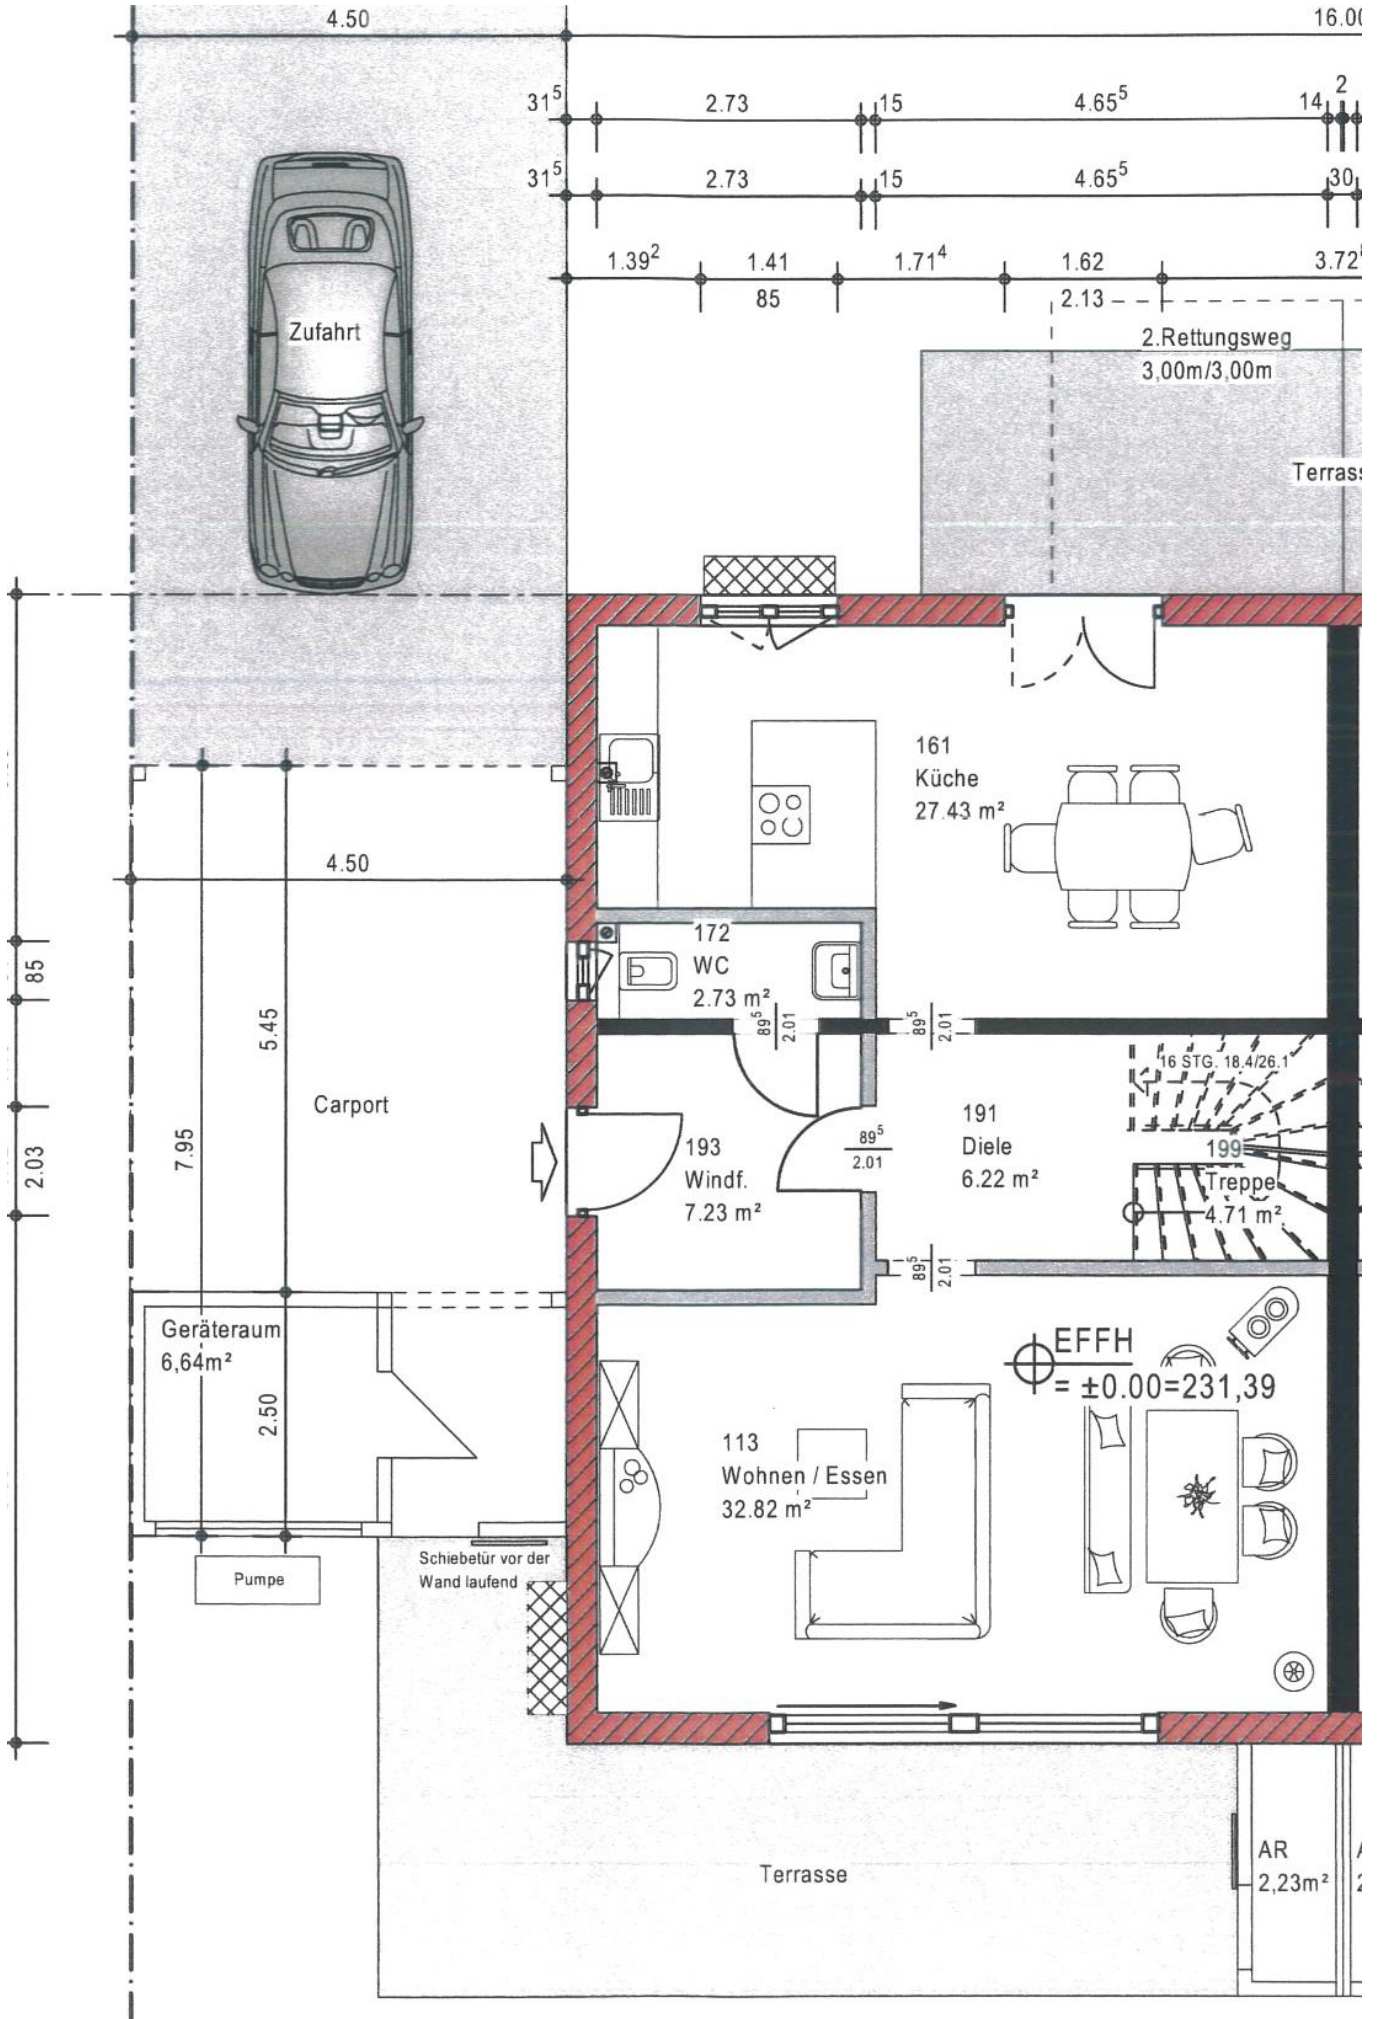 4.50
16.00
31⁵ 2.73 15 4.65⁵ 14 2
31⁵ 2.73 15 4.65⁵ 30
1.39² 1.41 1.71⁴ 1.62 3.72
85 2.13
Zufahrt
2.Rettungsweg
3,00m/3,00m
Terrass
161
Küche
27.43 m²
4.50
172
WC
2.73 m²
85
5.45
89⁵
2.01
89⁵
2.01
16 STG. 18.4/26.1
Carport
7.95
2.03
193
Windf.
7.23 m²
89⁵
2.01
191
Diele
6.22 m²
199
Treppe
4.71 m²
89⁵
2.01
Geräteraum
6,64m²
2.50
EFFH
= ±0.00=231,39
113
Wohnen / Essen
32.82 m²
Schiebetür vor der
Wand laufend
Pumpe
Terrasse
AR
2,23m²
2